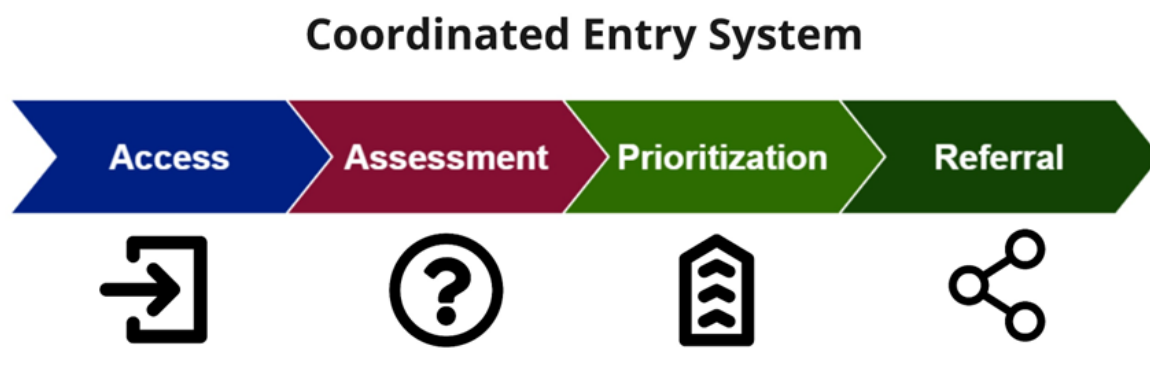 Coordinated Entry System
Access
Assessment
Prioritization
Referral